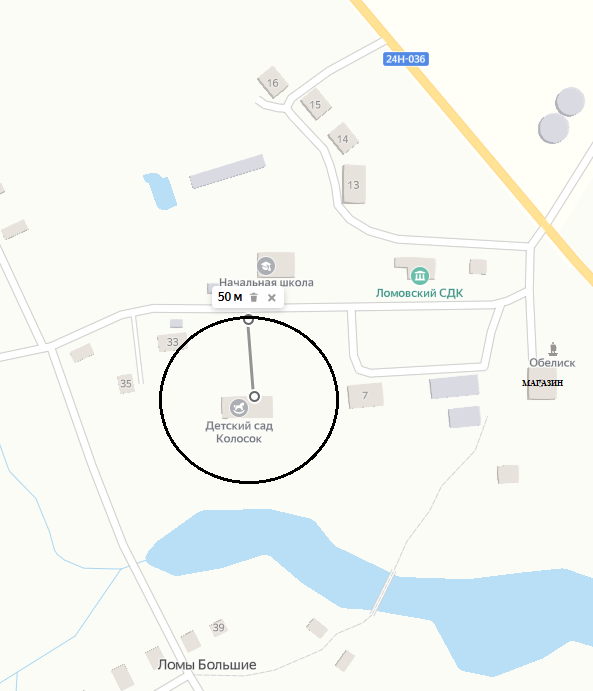 24Н-036
16
15
14
13
Начальная школа
Ломовский СДК
50 м
33
Обелиск
35
МАГАЗИН
7
Детский сад
Колосок
39
Ломы Большие